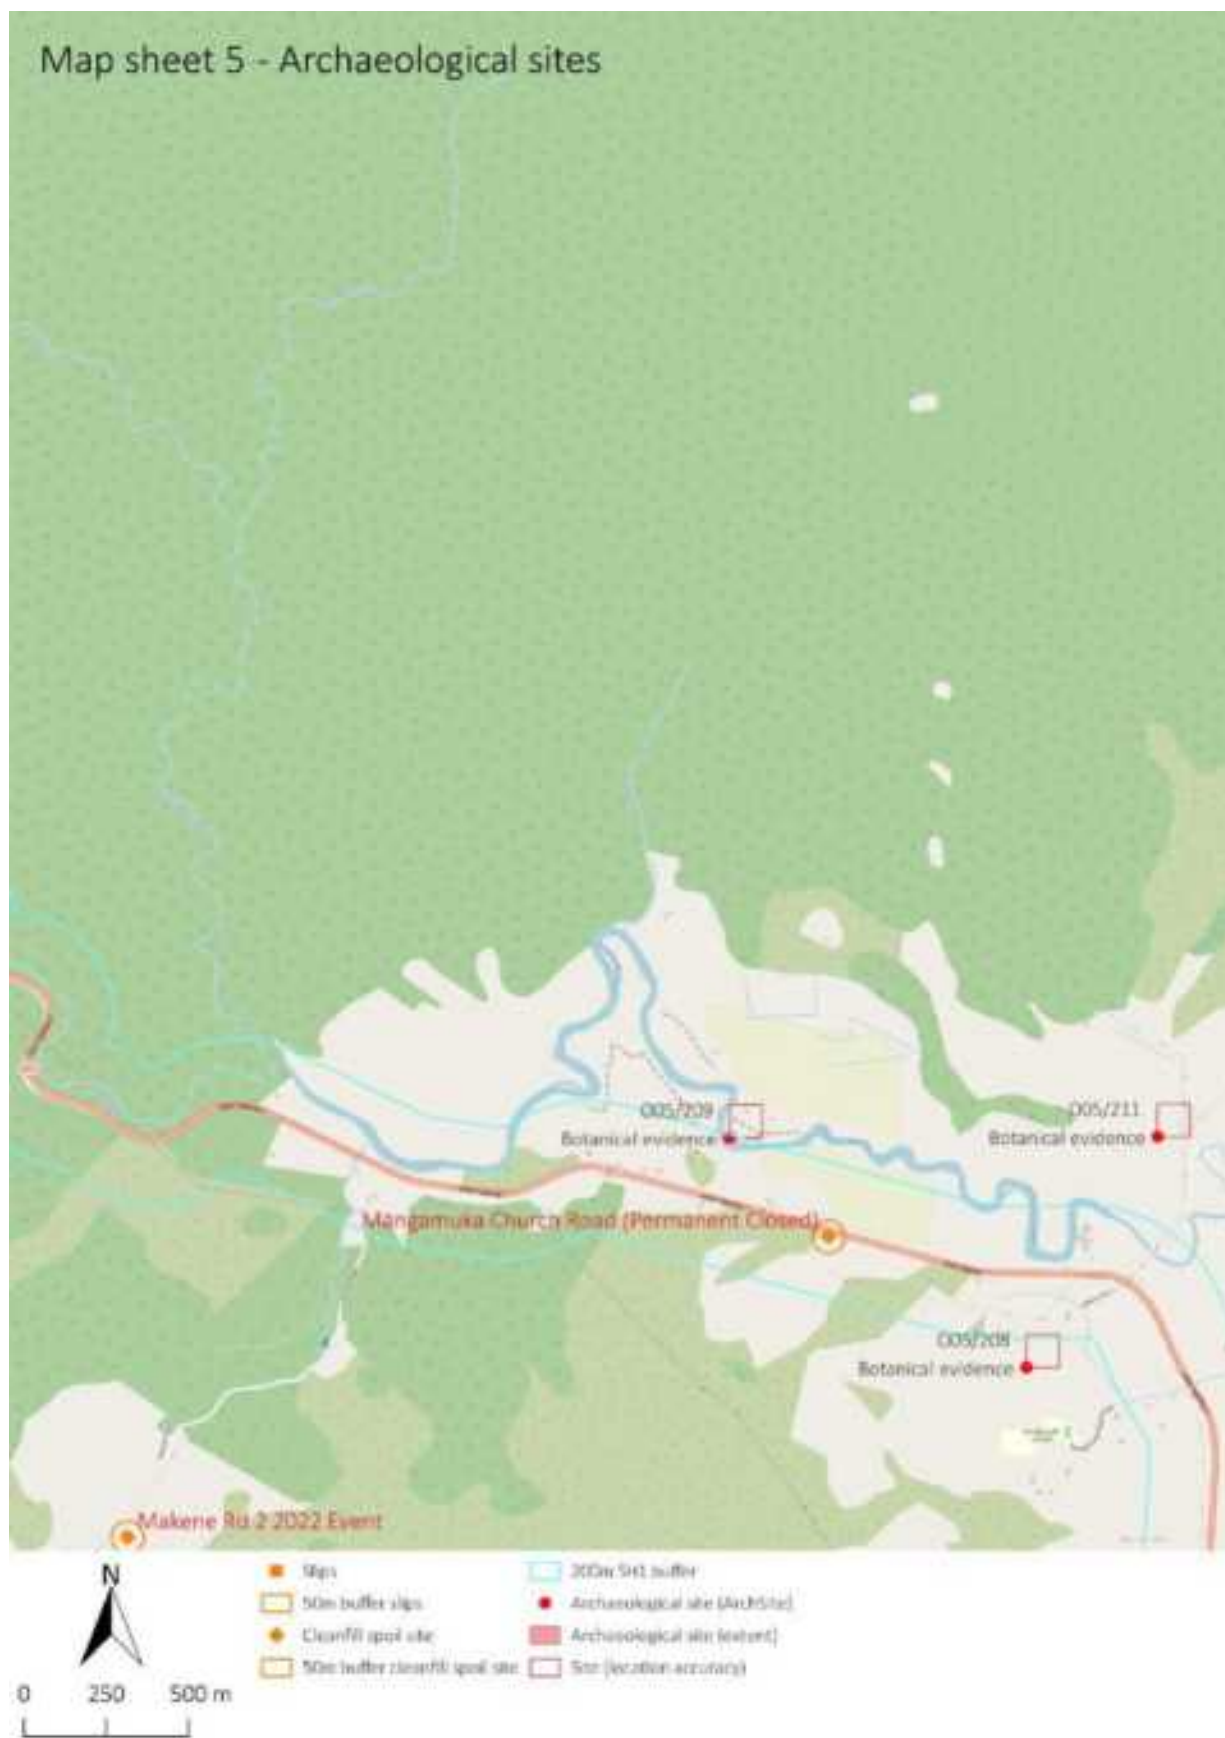 Map sheet 5 - Archaeological sites
O05/209
Botanical evidence
O05/211
Botanical evidence
Mangamuka Church Road (Permanent Closed)
O05/208
Botanical evidence
Makene Rd 2 2022 Event
N
0 250 500 m
Slips
50m buffer slips
Cleanfill spoil site
50m buffer cleanfill spoil site
200m SH1 buffer
Archaeological site (ArchSite)
Archaeological site (extent)
Site (location accuracy)